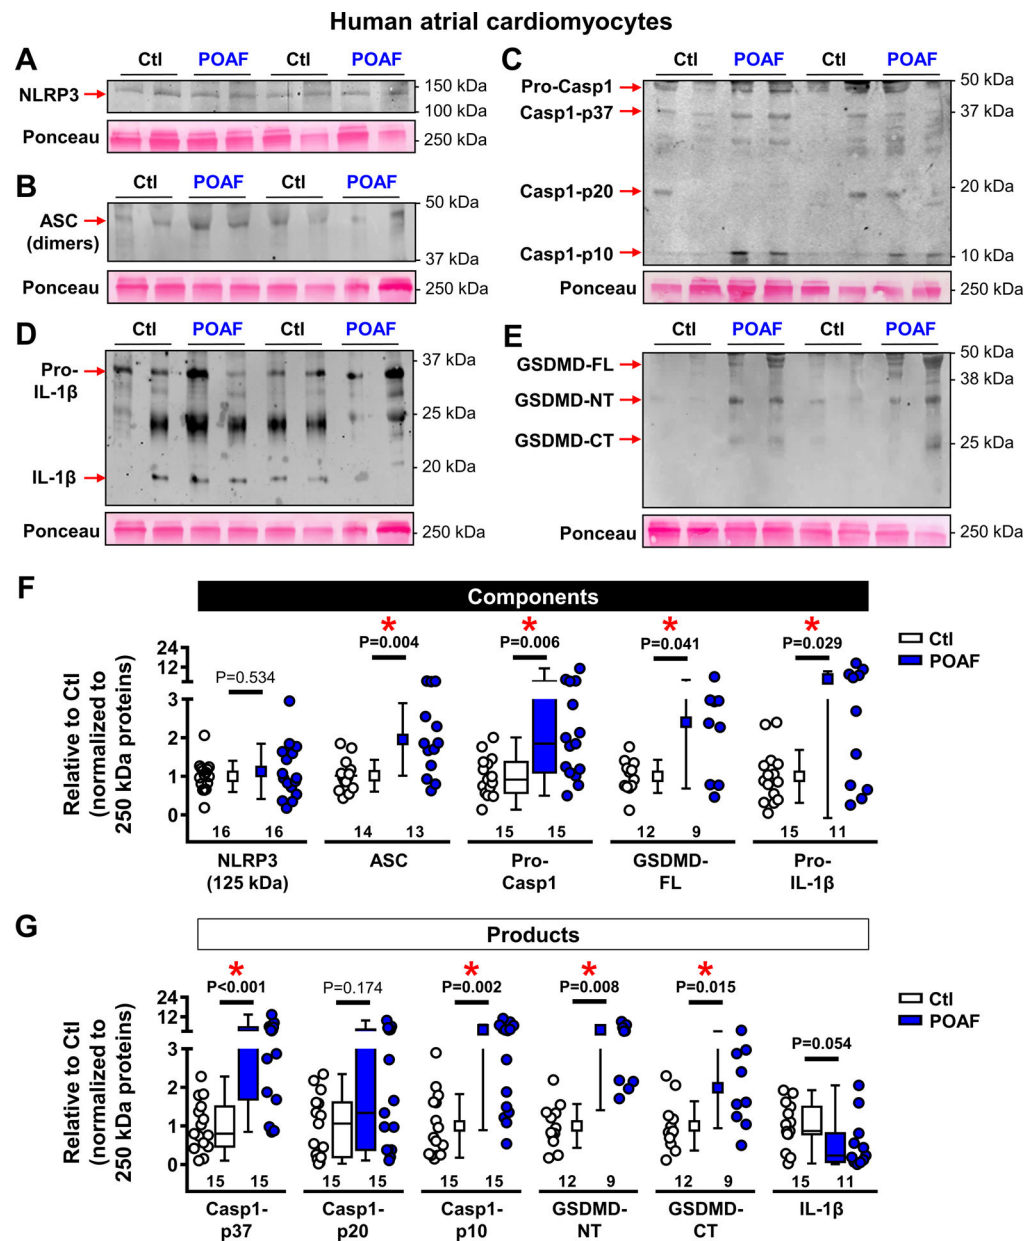 Human atrial cardiomyocytes
A
Ctl POAF Ctl POAF
NLRP3
150 kDa
100 kDa
Ponceau
250 kDa
B
Ctl POAF Ctl POAF
ASC
(dimers)
50 kDa
37 kDa
Ponceau
250 kDa
C
Ctl POAF Ctl POAF
Pro-Casp1
50 kDa
Casp1-p37
37 kDa
Casp1-p20
20 kDa
Casp1-p10
10 kDa
Ponceau
250 kDa
D
Ctl POAF Ctl POAF
Pro-
IL-1β
37 kDa
25 kDa
20 kDa
IL-1β
Ponceau
250 kDa
E
Ctl POAF Ctl POAF
GSDMD-FL
50 kDa
38 kDa
GSDMD-NT
GSDMD-CT
25 kDa
Ponceau
250 kDa
F
Components
Relative to Ctl
(normalized to
250 kDa proteins)
24
12
3
2
1
0
P=0.534
* P=0.004
* P=0.006
* P=0.041
* P=0.029
Ctl
POAF
16 16 14 13 15 15 12 9 15 11
NLRP3
(125 kDa)
ASC
Pro-
Casp1
GSDMD-
FL
Pro-
IL-1β
G
Products
Relative to Ctl
(normalized to
250 kDa proteins)
24
12
3
2
1
0
* P<0.001
P=0.174
* P=0.002
* P=0.008
* P=0.015
P=0.054
Ctl
POAF
15 15 15 15 15 15 12 9 12 9 15 11
Casp1-
p37
Casp1-
p20
Casp1-
p10
GSDMD-
NT
GSDMD-
CT
IL-1β